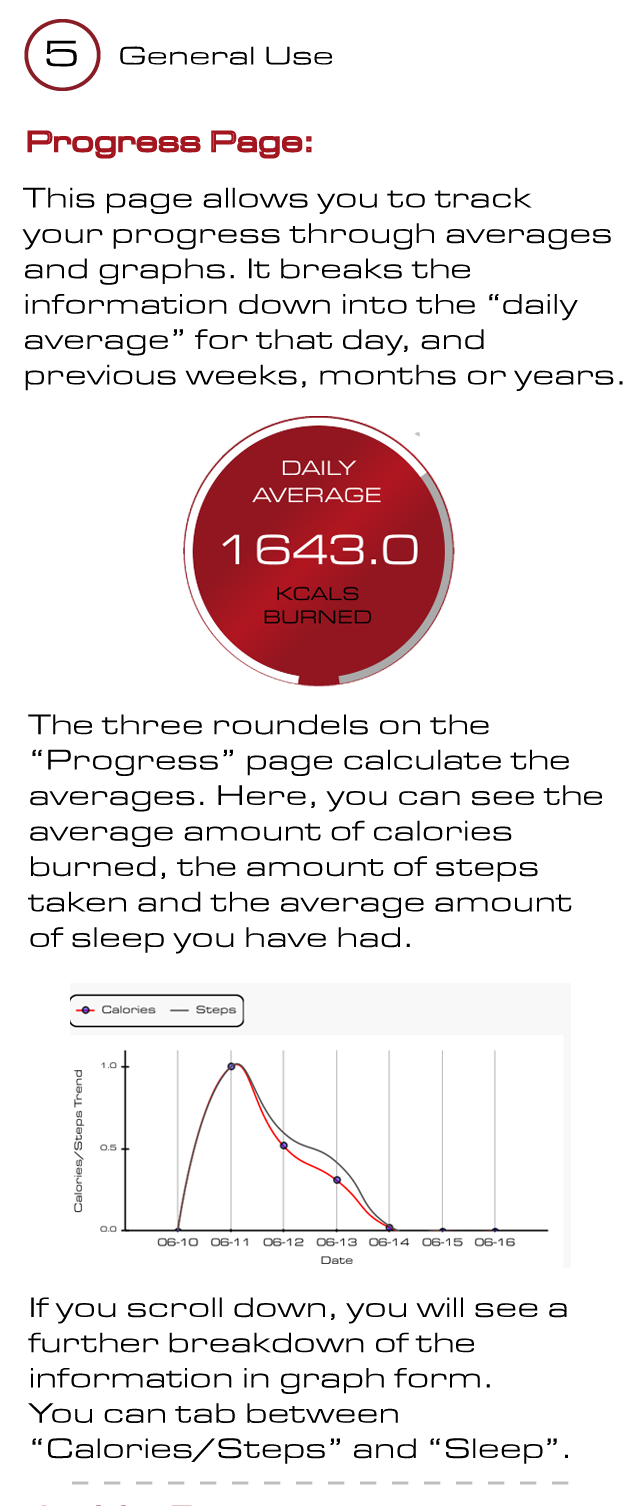 5 General Use
Progress Page:
This page allows you to track
your progress through averages
and graphs. It breaks the
information down into the “daily
average” for that day, and
previous weeks, months or years.
DAILY
AVERAGE
1643.0
KCALS
BURNED
The three roundels on the
“Progress” page calculate the
averages. Here, you can see the
average amount of calories
burned, the amount of steps
taken and the average amount
of sleep you have had.
Calories Steps
Calories/Steps Trend
1.0
0.5
0.0
06-10 06-11 06-12 06-13 06-14 06-15 06-16
Date
If you scroll down, you will see a
further breakdown of the
information in graph form.
You can tab between
“Calories/Steps” and “Sleep”.